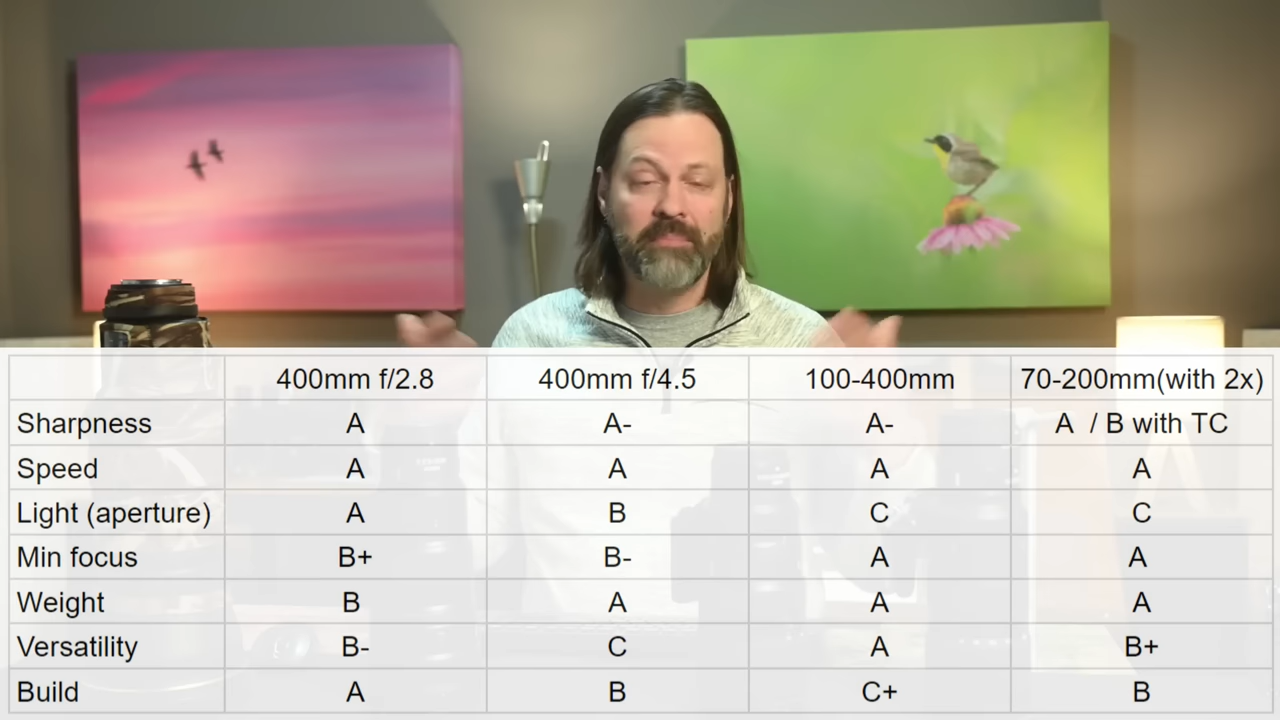 400mm f/2.8 400mm f/4.5 100-400mm 70-200mm(with 2x)
Sharpness A A- A- A / B with TC
Speed A A A A
Light (aperture) A B C C
Min focus B+ B- A A
Weight B A A A
Versatility B- C A B+
Build A B C+ B